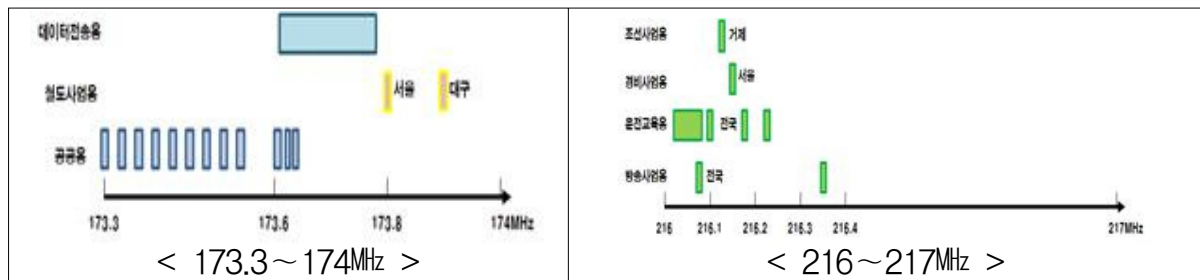 데이터전송용
철도사업용 서울 대구
공공용
173.3 173.6 173.8 174MHz
< 173.3～174㎒ >
조선사업용 거제
경비사업용 서울
운전교육용 전국
방송사업용 전국
216 216.1 216.2 216.3 216.4 217MHz
< 216～217㎒ >